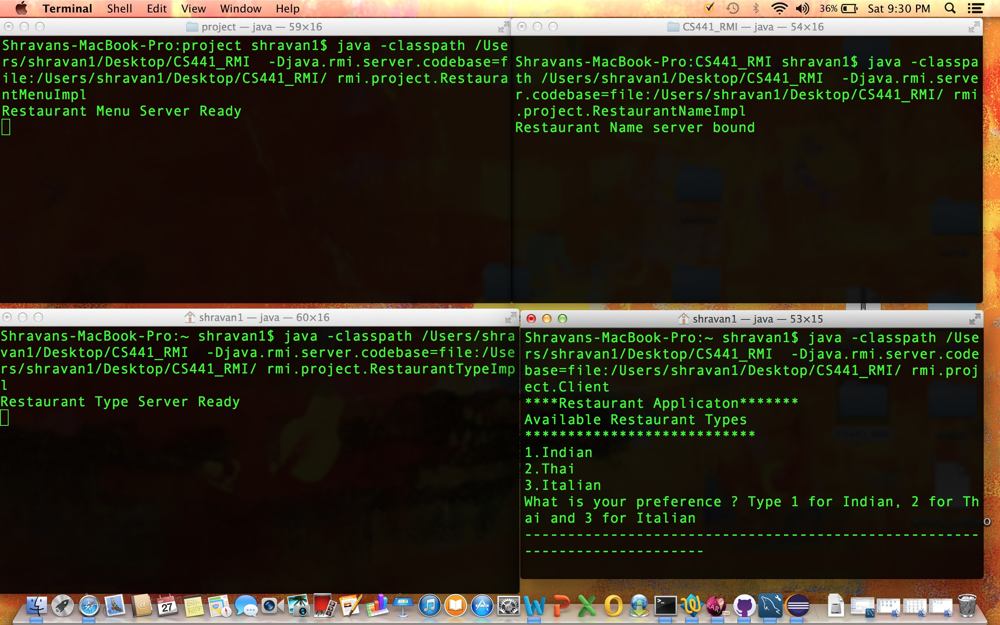 Terminal Shell Edit View Window Help 36% Sat 9:30 PM
project — java — 59×16
Shravans-MacBook-Pro:project shravan1$ java -classpath /Use
rs/shravan1/Desktop/CS441_RMI  -Djava.rmi.server.codebase=f
ile:/Users/shravan1/Desktop/CS441_RMI/ rmi.project.Restaura
ntMenuImpl
Restaurant Menu Server Ready
CS441_RMI — java — 54×16
Shravans-MacBook-Pro:CS441_RMI shravan1$ java -classpa
th /Users/shravan1/Desktop/CS441_RMI  -Djava.rmi.serve
r.codebase=file:/Users/shravan1/Desktop/CS441_RMI/ rmi
.project.RestaurantNameImpl
Restaurant Name server bound
shravan1 — java — 60×16
Shravans-MacBook-Pro:~ shravan1$ java -classpath /Users/shra
van1/Desktop/CS441_RMI  -Djava.rmi.server.codebase=file:/Use
rs/shravan1/Desktop/CS441_RMI/ rmi.project.RestaurantTypeImp
l
Restaurant Type Server Ready
shravan1 — java — 53×15
Shravans-MacBook-Pro:~ shravan1$ java -classpath /Use
rs/shravan1/Desktop/CS441_RMI  -Djava.rmi.server.code
base=file:/Users/shravan1/Desktop/CS441_RMI/ rmi.proj
ect.Client
****Restaurant Applicaton*******
Available Restaurant Types
***************************
1.Indian
2.Thai
3.Italian
What is your preference ? Type 1 for Indian, 2 for Th
ai and 3 for Italian
-----------------------------------------------------
---------------------
o
SEP
27
PAGES
RAR
Free